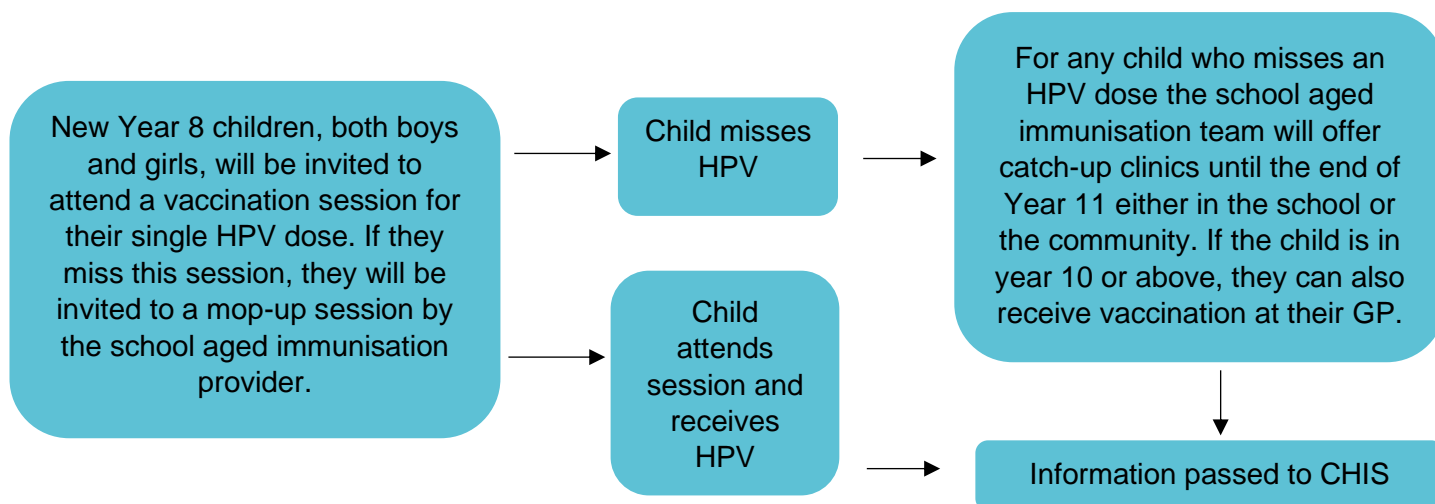 New Year 8 children, both boys
and girls, will be invited to
attend a vaccination session for
their single HPV dose. If they
miss this session, they will be
invited to a mop-up session by
the school aged immunisation
provider.
Child misses
HPV
For any child who misses an
HPV dose the school aged
immunisation team will offer
catch-up clinics until the end of
Year 11 either in the school or
the community. If the child is in
year 10 or above, they can also
receive vaccination at their GP.
Child
attends
session and
receives
HPV
Information passed to CHIS